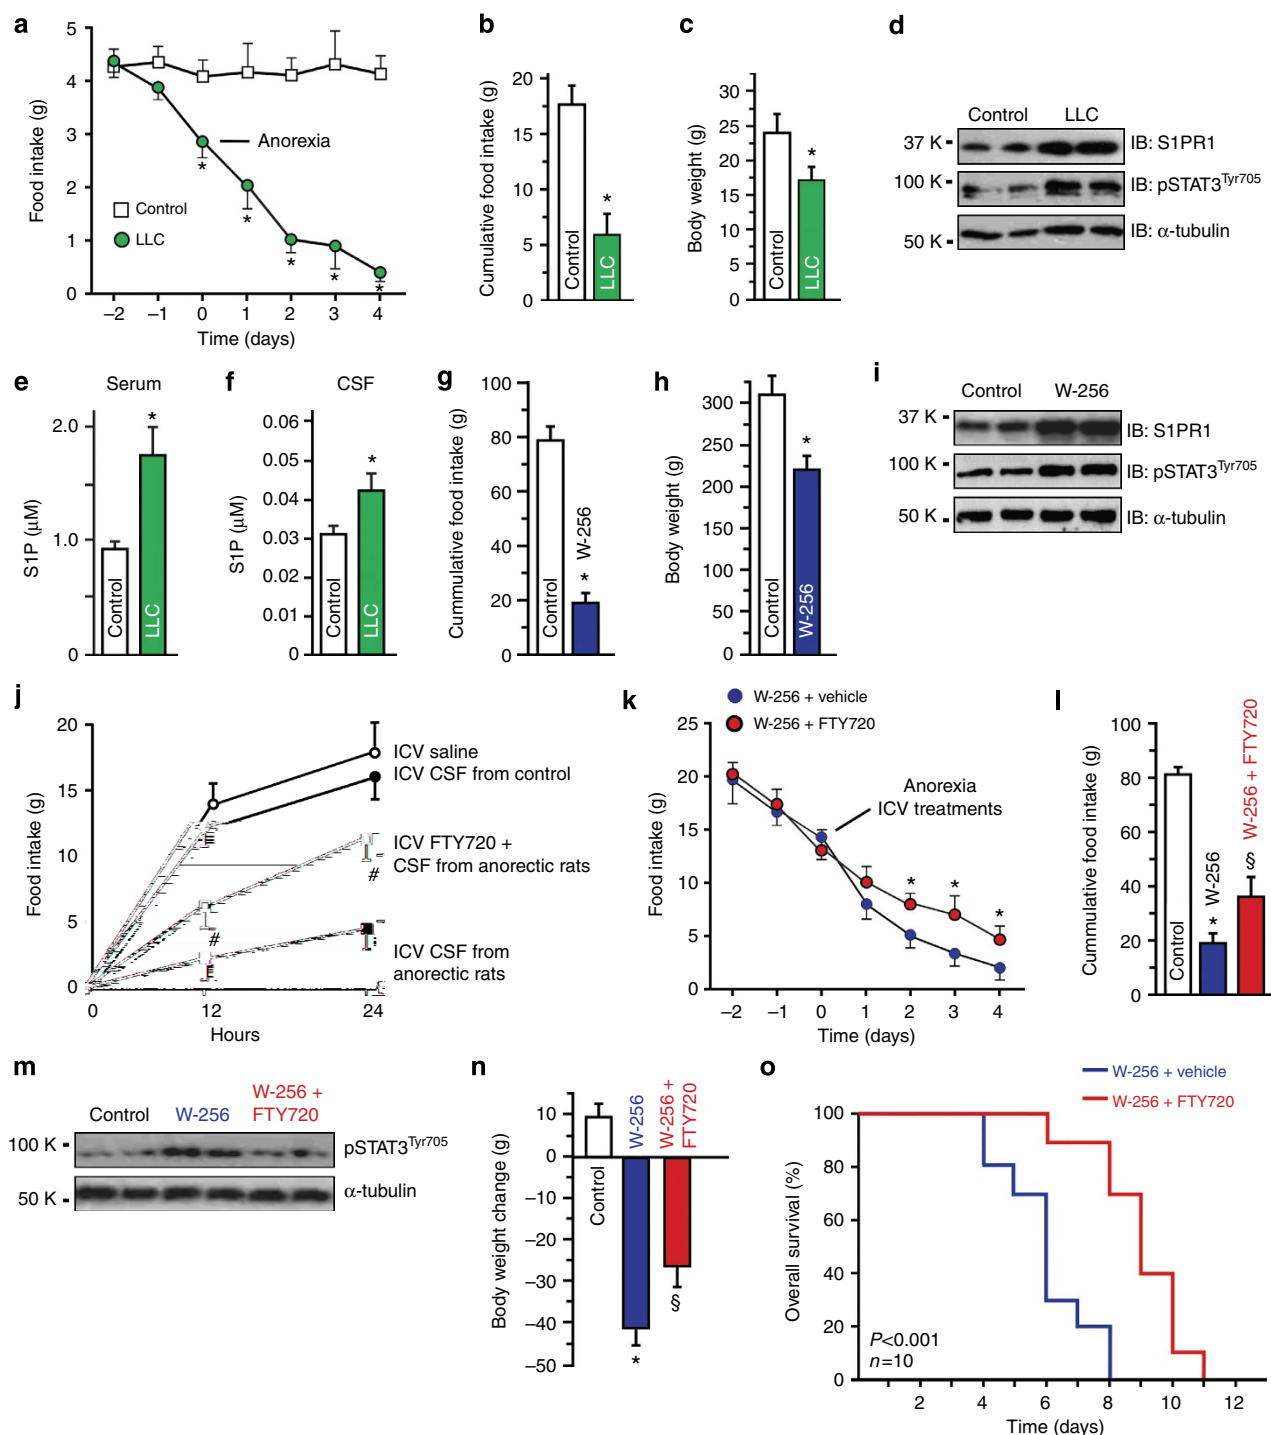 a
Food intake (g)
5
4
3
2
1
0
Anorexia
Control
LLC
*
*
*
*
*
–2 –1 0 1 2 3 4
Time (days)
b
Cumulative food intake (g)
20
15
10
5
0
Control
LLC
*
c
Body weight (g)
30
25
20
15
10
5
0
Control
LLC
*
d
Control LLC
37 K
IB: S1PR1
100 K
IB: pSTAT3Tyr705
50 K
IB: α-tubulin
e
Serum
S1P (μM)
2.0
1.0
0
Control
LLC
*
f
CSF
S1P (μM)
0.06
0.05
0.04
0.03
0.02
0.01
0
Control
LLC
*
g
Cummulative food intake (g)
100
80
60
40
20
0
Control
W-256
*
h
Body weight (g)
300
250
200
150
100
50
0
Control
W-256
*
i
Control W-256
37 K
IB: S1PR1
100 K
IB: pSTAT3Tyr705
50 K
IB: α-tubulin
j
Food intake (g)
20
15
10
5
0
ICV saline
ICV CSF from control
ICV FTY720 +
CSF from anorectic rats
#
#
ICV CSF from
anorectic rats
0 12 24
Hours
k
W-256 + vehicle
W-256 + FTY720
Food intake (g)
25
20
15
10
5
0
Anorexia
ICV treatments
* * *
–2 –1 0 1 2 3 4
Time (days)
l
Cummulative food intake (g)
100
80
60
40
20
0
Control
W-256
*
W-256 + FTY720
§
m
Control W-256 W-256 +
FTY720
100 K
pSTAT3Tyr705
50 K
α-tubulin
n
Body weight change (g)
10
0
–10
–20
–30
–40
–50
Control
W-256
W-256 +
FTY720
*
§
o
W-256 + vehicle
W-256 + FTY720
Overall survival (%)
100
80
60
40
20
0
P<0.001
n=10
2 4 6 8 10 12
Time (days)